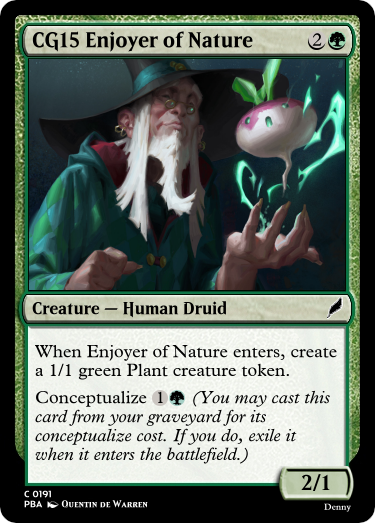 CG15 Enjoyer of Nature 2
Creature — Human Druid
When Enjoyer of Nature enters, create
a 1/1 green Plant creature token.
Conceptualize 1 (You may cast this
card from your graveyard for its
conceptualize cost. If you do, exile it
when it enters the battlefield.)
2/1
C 0191
PBA QUENTIN DE WARREN
Denny